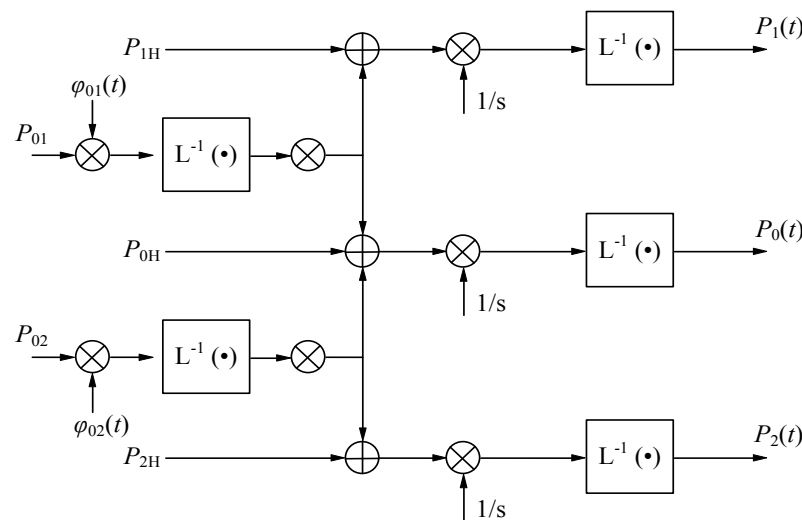 P1H
L⁻¹ (•)
P1(t)
1/s
φ01(t)
P01
L⁻¹ (•)
P0H
L⁻¹ (•)
P0(t)
1/s
P02
L⁻¹ (•)
φ02(t)
P2H
L⁻¹ (•)
P2(t)
1/s